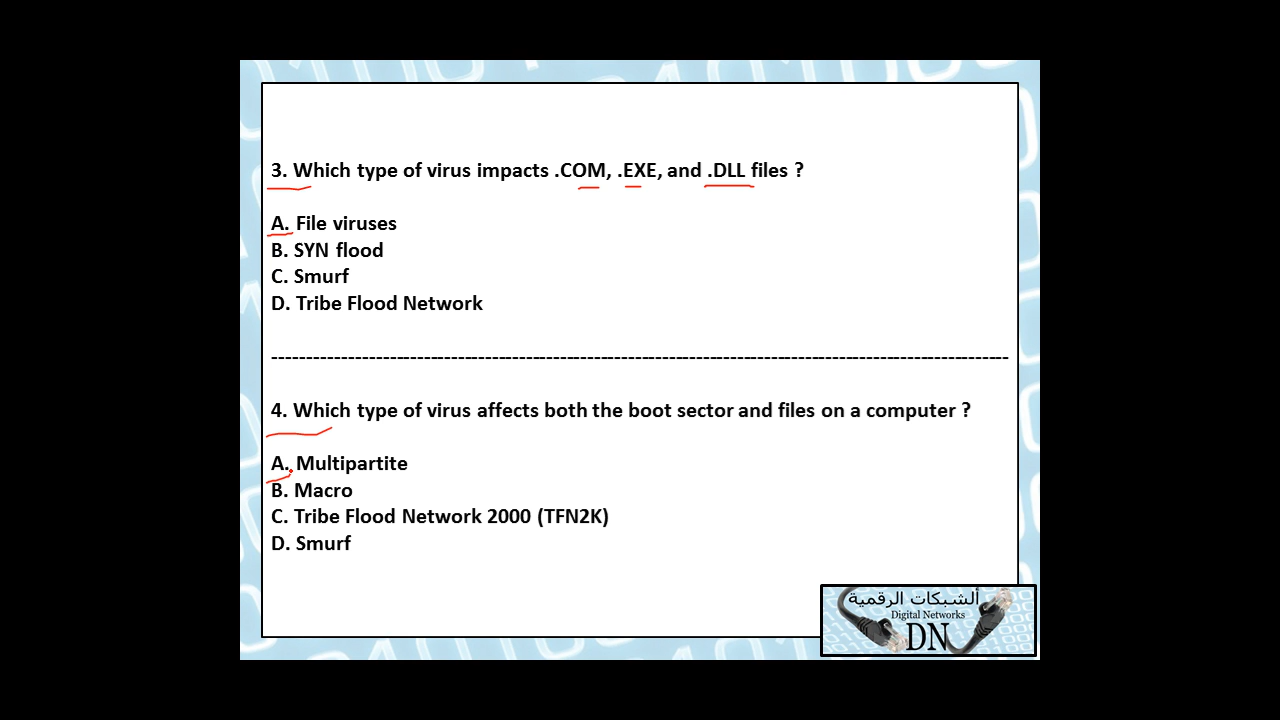 3. Which type of virus impacts .COM, .EXE, and .DLL files ?
A. File viruses
B. SYN flood
C. Smurf
D. Tribe Flood Network
--------------------------------------------------------------------------------------------------------
4. Which type of virus affects both the boot sector and files on a computer ?
A. Multipartite
B. Macro
C. Tribe Flood Network 2000 (TFN2K)
D. Smurf
ألشبكات الرقمية
Digital Networks
DN